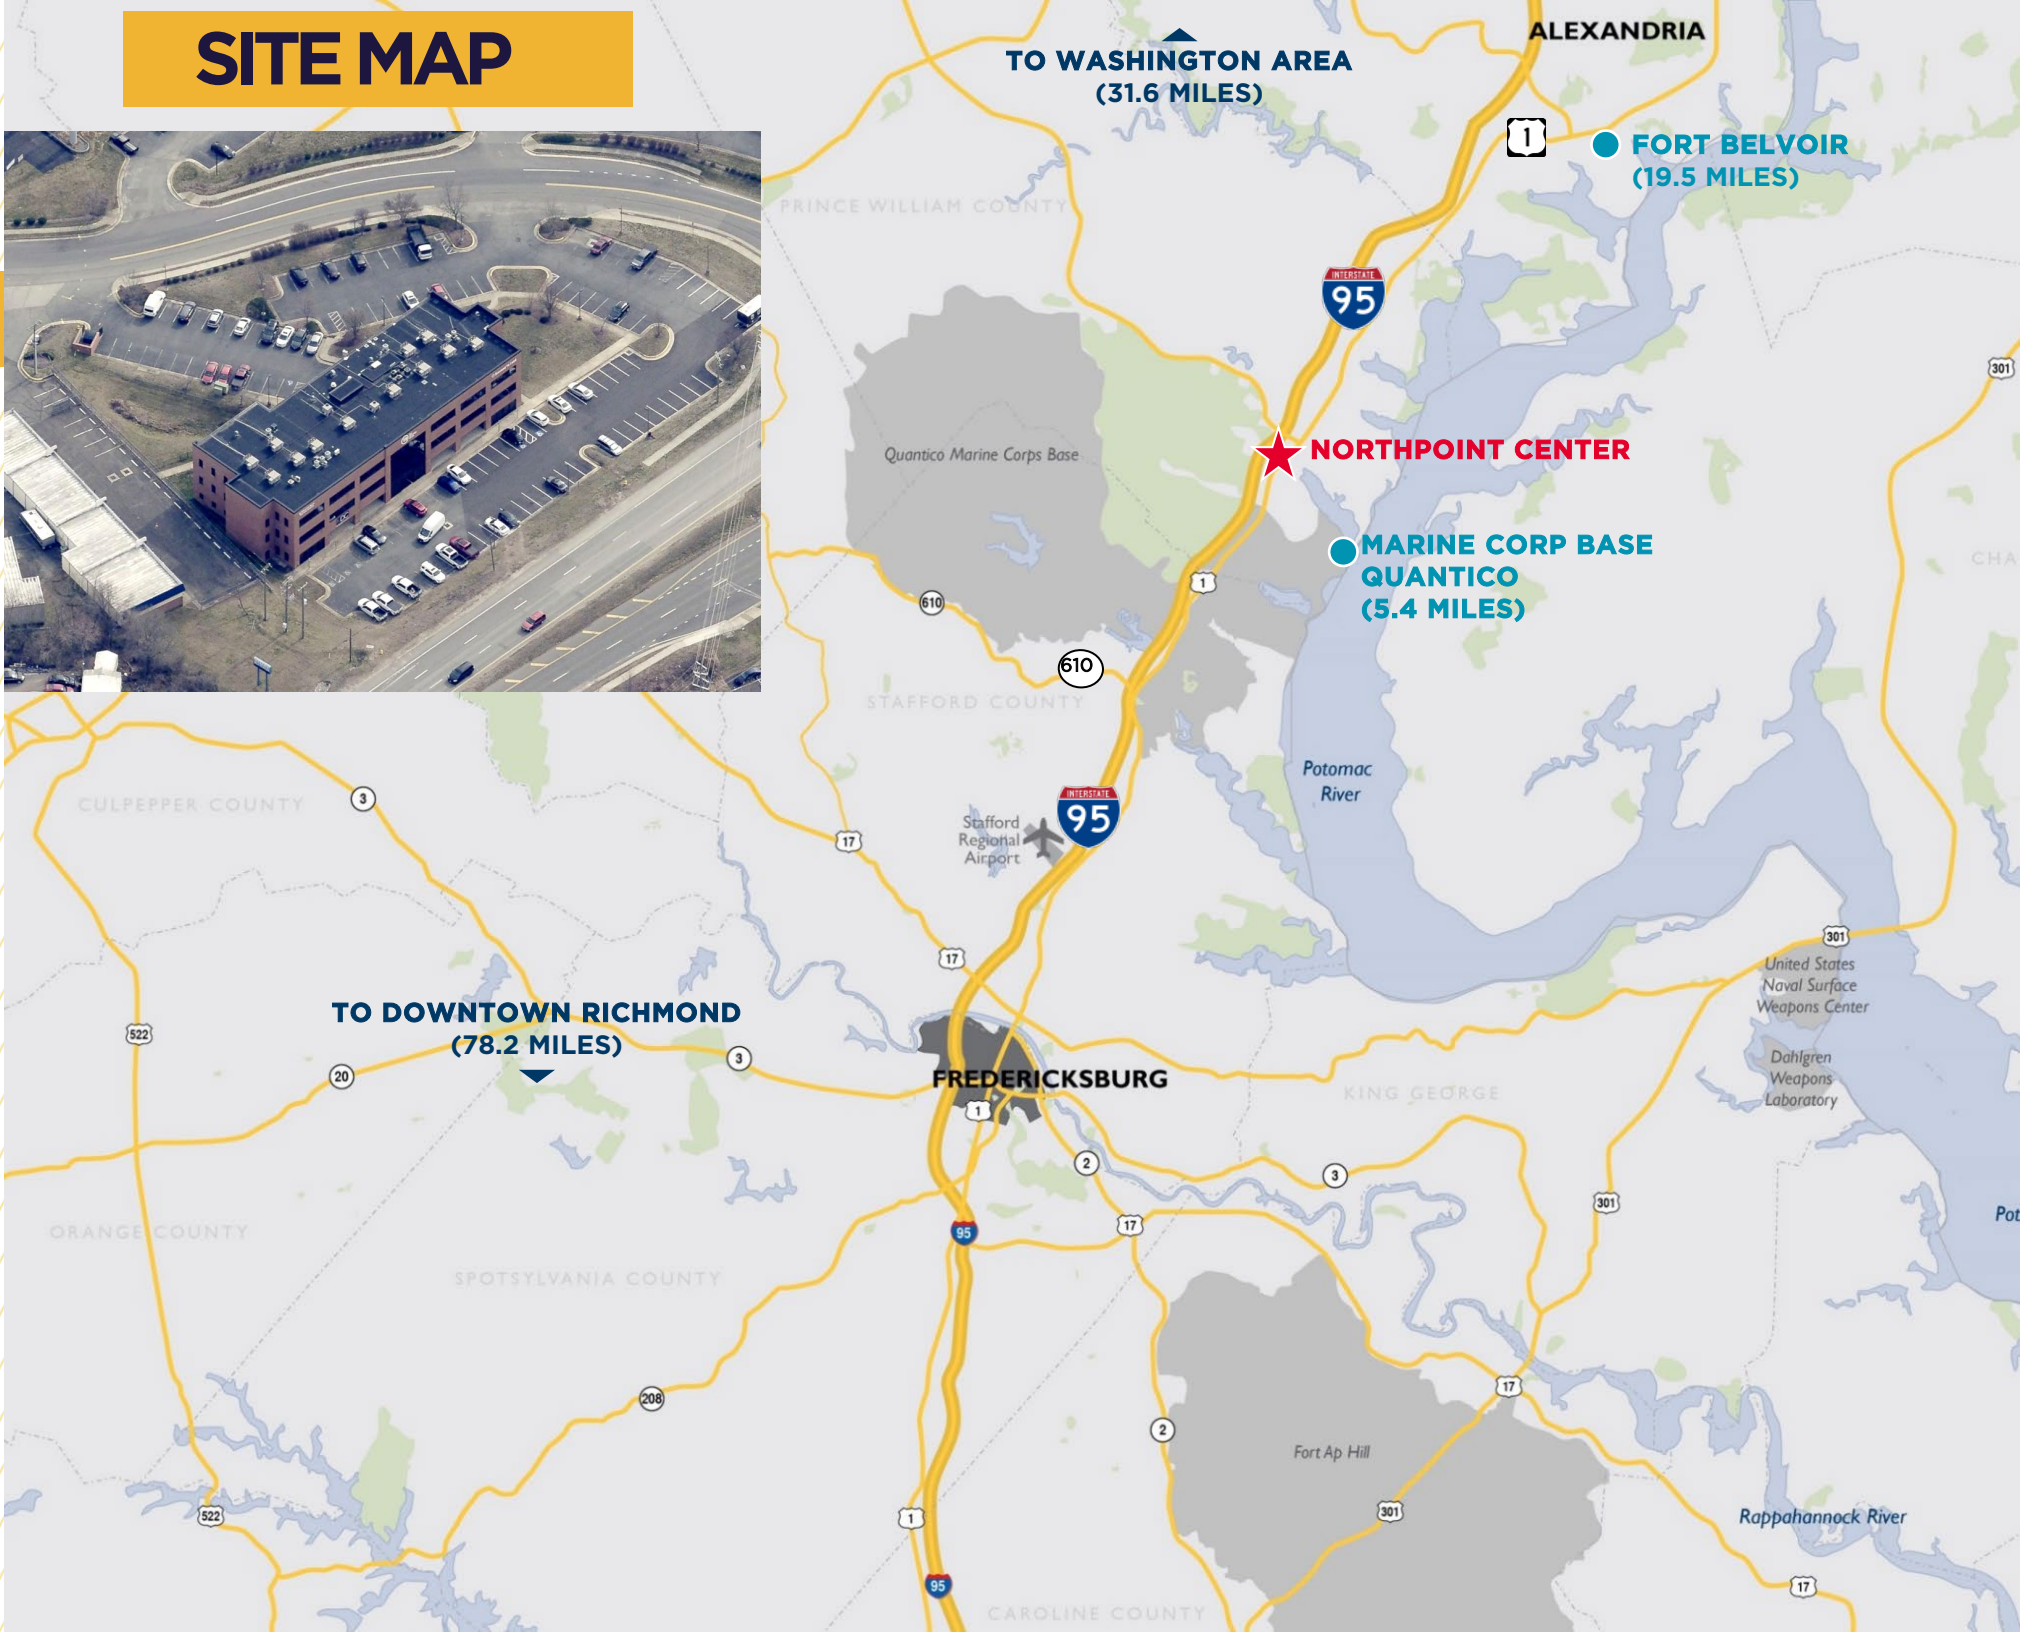 SITE MAP
ALEXANDRIA
TO WASHINGTON AREA
(31.6 MILES)
1
FORT BELVOIR
(19.5 MILES)
PRINCE WILLIAM COUNTY
INTERSTATE
95
301
NORTHPOINT CENTER
Quantico Marine Corps Base
MARINE CORP BASE
QUANTICO
(5.4 MILES)
CHA
1
610
610
STAFFORD COUNTY
Potomac
River
CULPEPPER COUNTY
3
INTERSTATE
95
Stafford
Regional
Airport
17
301
17
United States
Naval Surface
Weapons Center
TO DOWNTOWN RICHMOND
(78.2 MILES)
522
20
3
Dahlgren
Weapons
Laboratory
FREDERICKSBURG
1
KING GEORGE
2
3
301
Pot
17
ORANGE COUNTY
95
SPOTSYLVANIA COUNTY
17
208
2
Fort Ap Hill
522
1
301
Rappahannock River
95
17
CAROLINE COUNTY